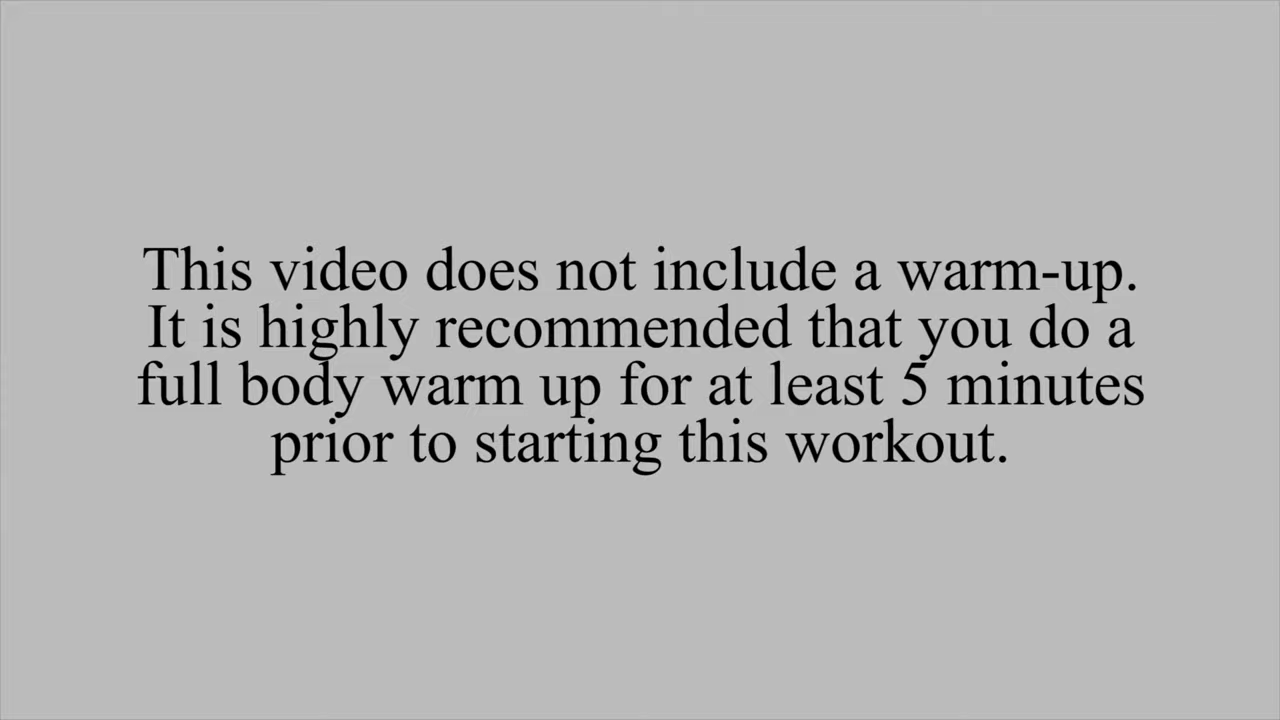 This video does not include a warm-up.
It is highly recommended that you do a
full body warm up for at least 5 minutes
prior to starting this workout.